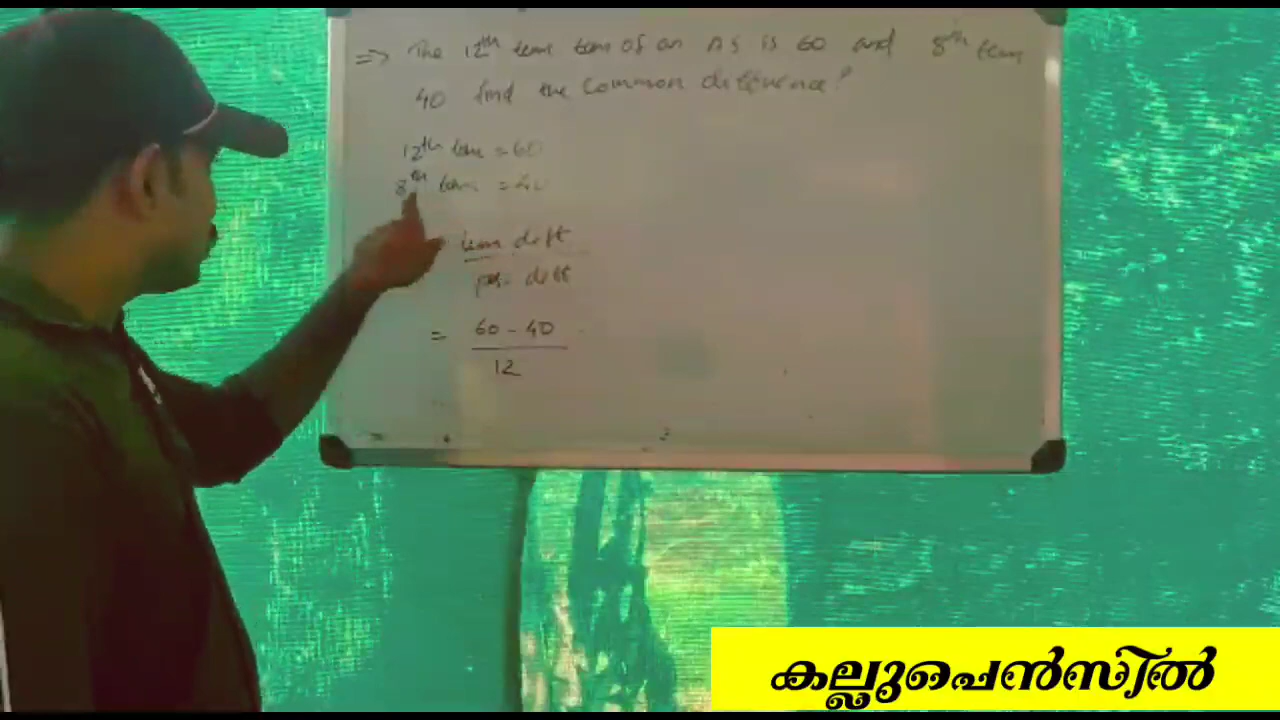 => The 12th term term of an AS is 60 and 8th term
40 find the common difference?
12th term = 60
8th term = 40
term diff
pos. diff
= 60 - 40
12
കല്ലുപെൻസിൽ